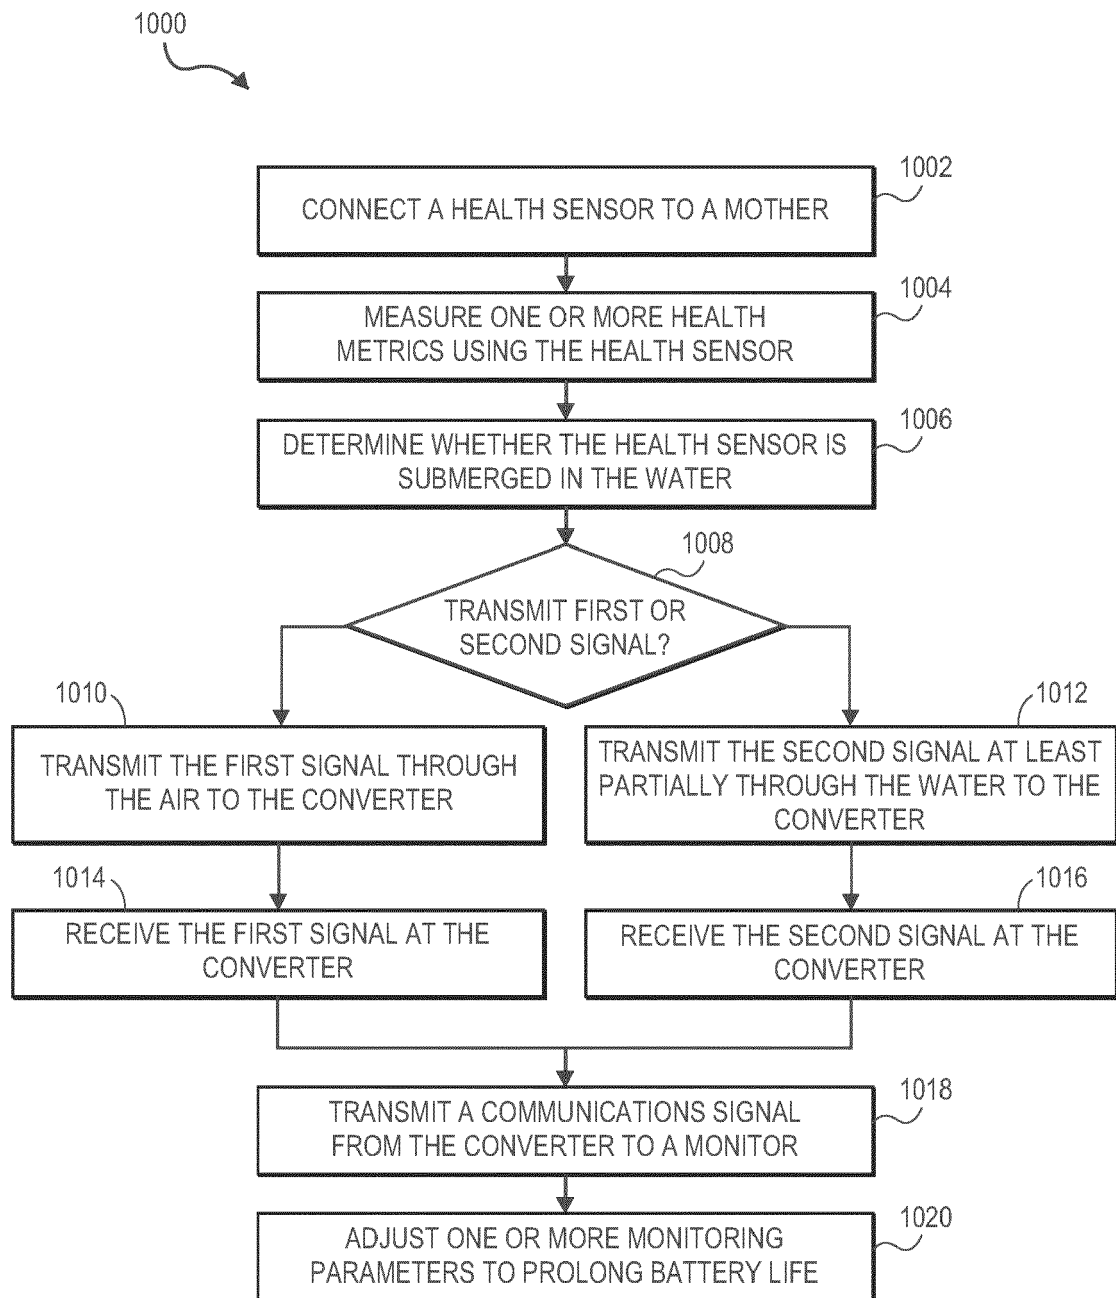 1000
1002
CONNECT A HEALTH SENSOR TO A MOTHER
1004
MEASURE ONE OR MORE HEALTH
METRICS USING THE HEALTH SENSOR
1006
DETERMINE WHETHER THE HEALTH SENSOR IS
SUBMERGED IN THE WATER
1008
TRANSMIT FIRST OR
SECOND SIGNAL?
1010
TRANSMIT THE FIRST SIGNAL THROUGH
THE AIR TO THE CONVERTER
1012
TRANSMIT THE SECOND SIGNAL AT LEAST
PARTIALLY THROUGH THE WATER TO THE
CONVERTER
1014
RECEIVE THE FIRST SIGNAL AT THE
CONVERTER
1016
RECEIVE THE SECOND SIGNAL AT THE
CONVERTER
1018
TRANSMIT A COMMUNICATIONS SIGNAL
FROM THE CONVERTER TO A MONITOR
1020
ADJUST ONE OR MORE MONITORING
PARAMETERS TO PROLONG BATTERY LIFE